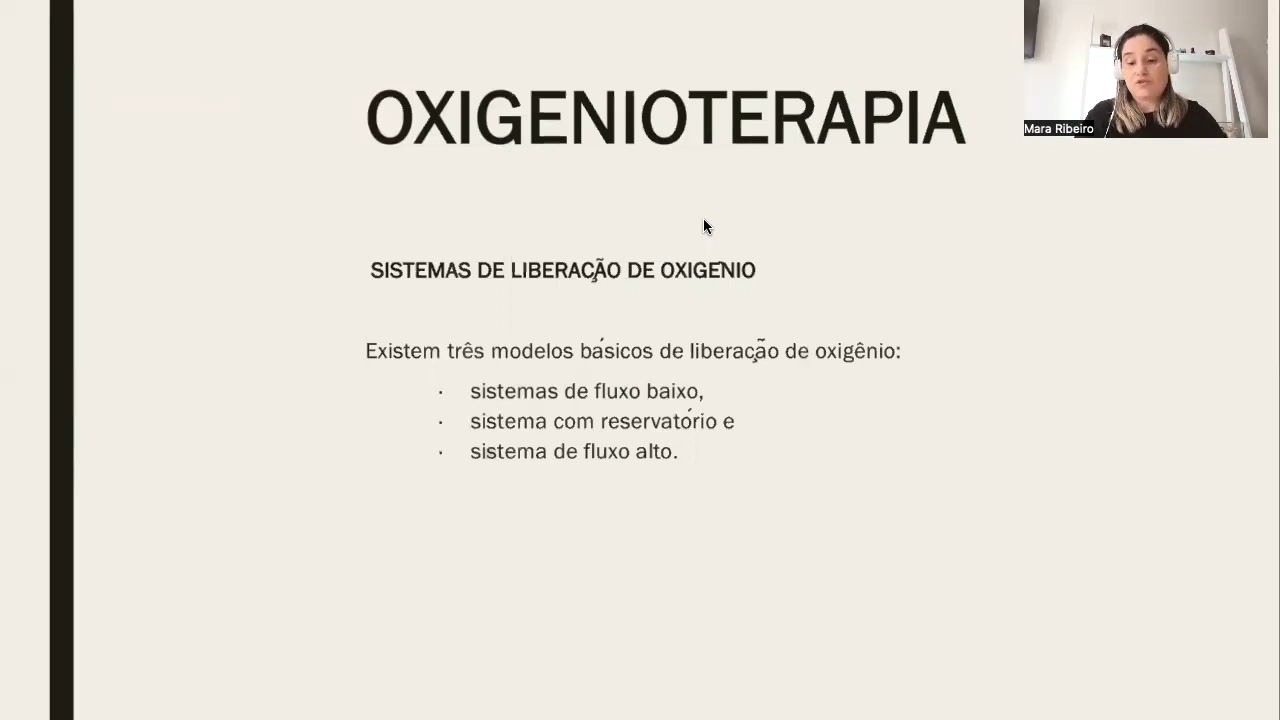 OXIGENIOTERAPIA
Mara Ribeiro
SISTEMAS DE LIBERAÇÃO DE OXIGÊNIO
Existem três modelos básicos de liberação de oxigênio:
· sistemas de fluxo baixo,
· sistema com reservatório e
· sistema de fluxo alto.